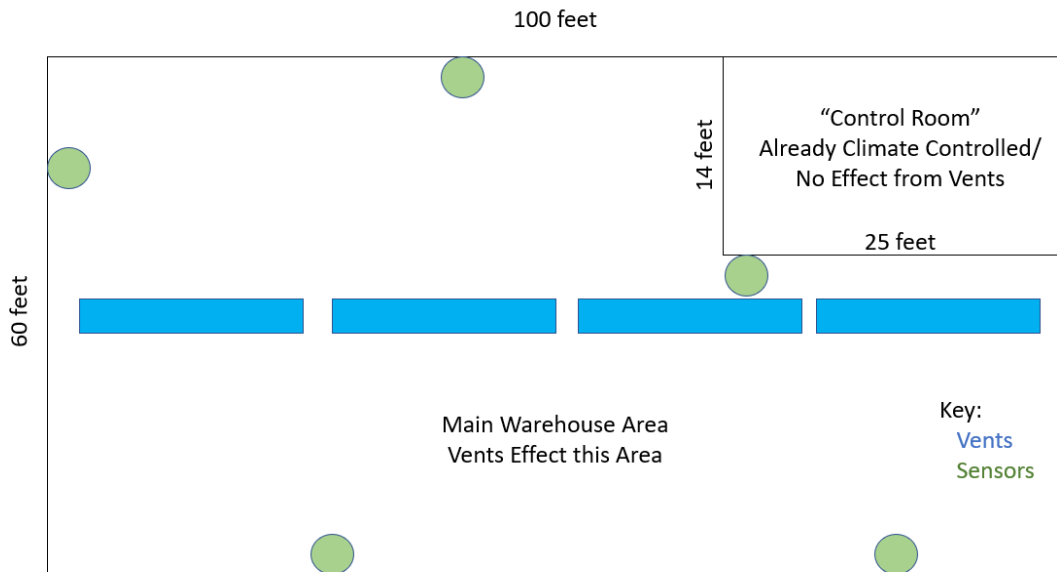 100 feet
“Control Room”
Already Climate Controlled/
No Effect from Vents
14 feet
25 feet
60 feet
Main Warehouse Area
Vents Effect this Area
Key:
Vents
Sensors